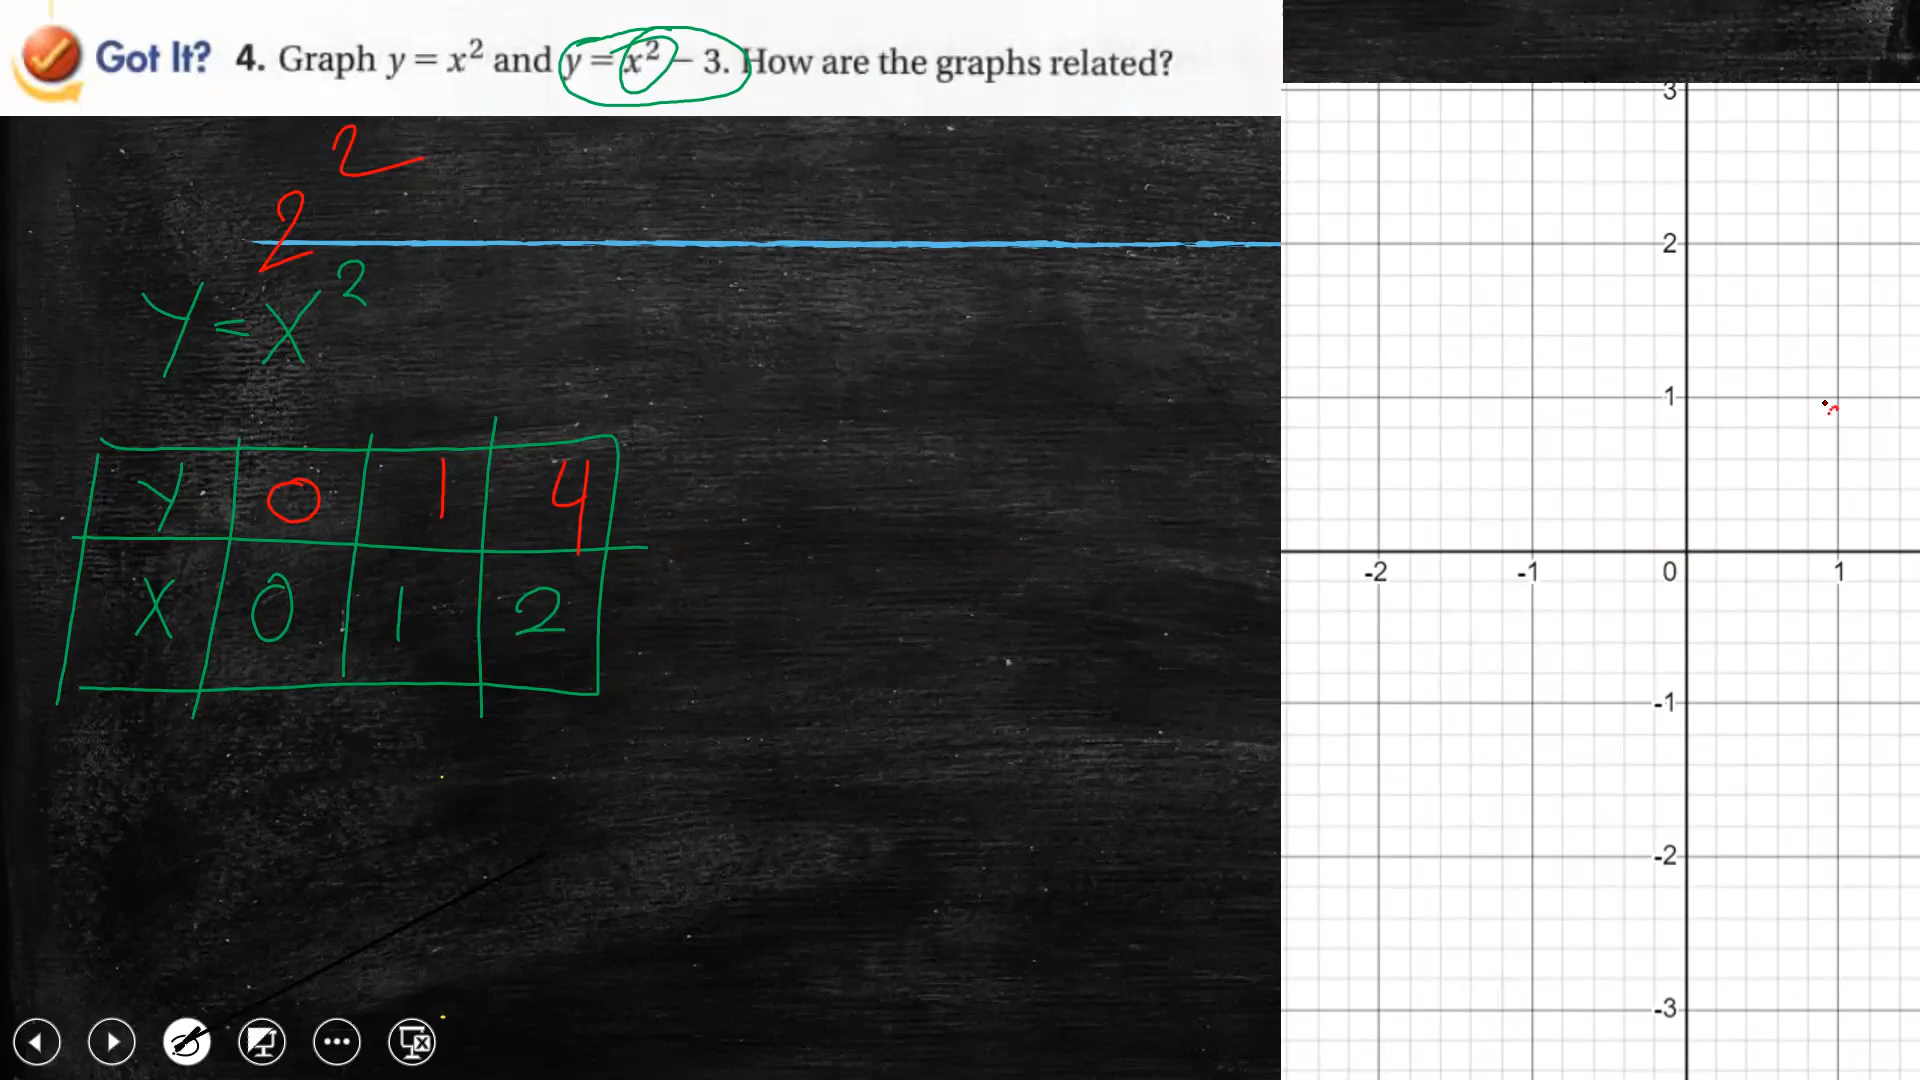 Got It? 4. Graph y = x² and y = x² − 3. How are the graphs related?
2
2
Y = X²
Y 0 1 4
X 0 1 2
3
2
1
-2 -1 0 1
-1
-2
-3